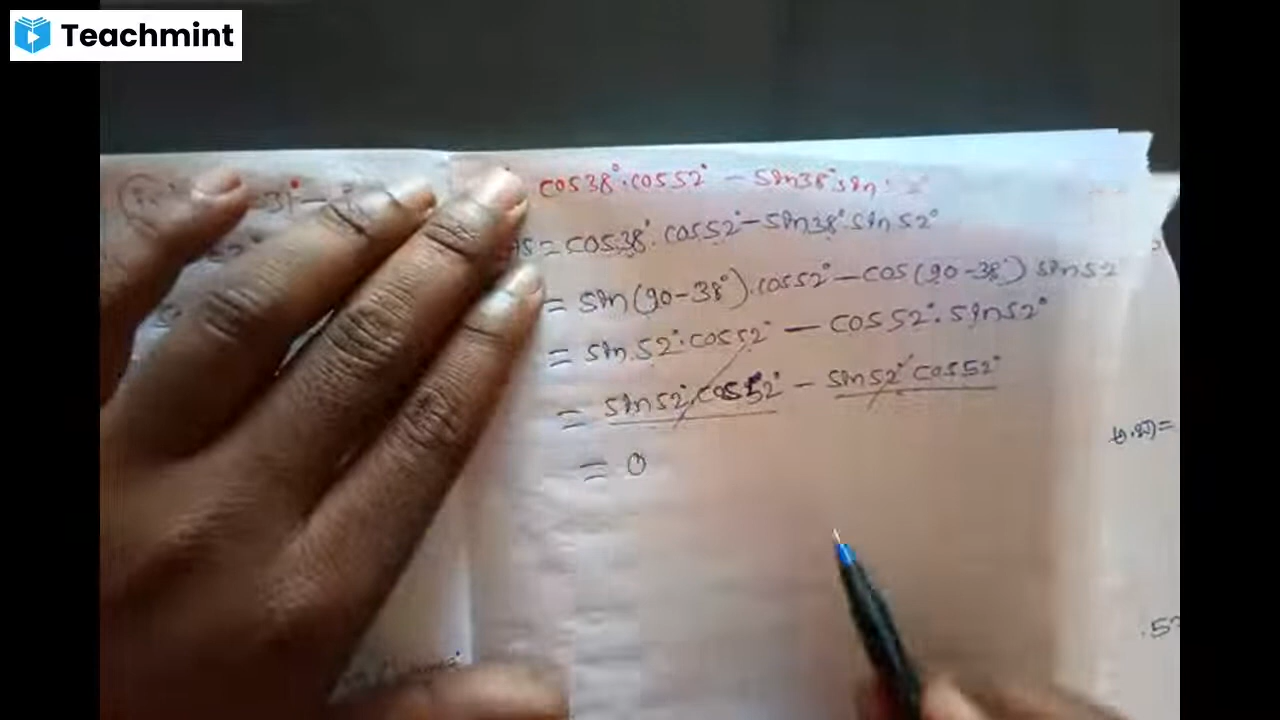 Teachmint
cos38°.cos52° - sin38° sin
= cos38°.cos52° - sin38°.sin52°
= sin(90-38°).cos52° - cos(90-38°) sin52
= sin52°.cos52° - cos52°.sin52°
= sin52°.cos52° - sin52° cos52°
= 0